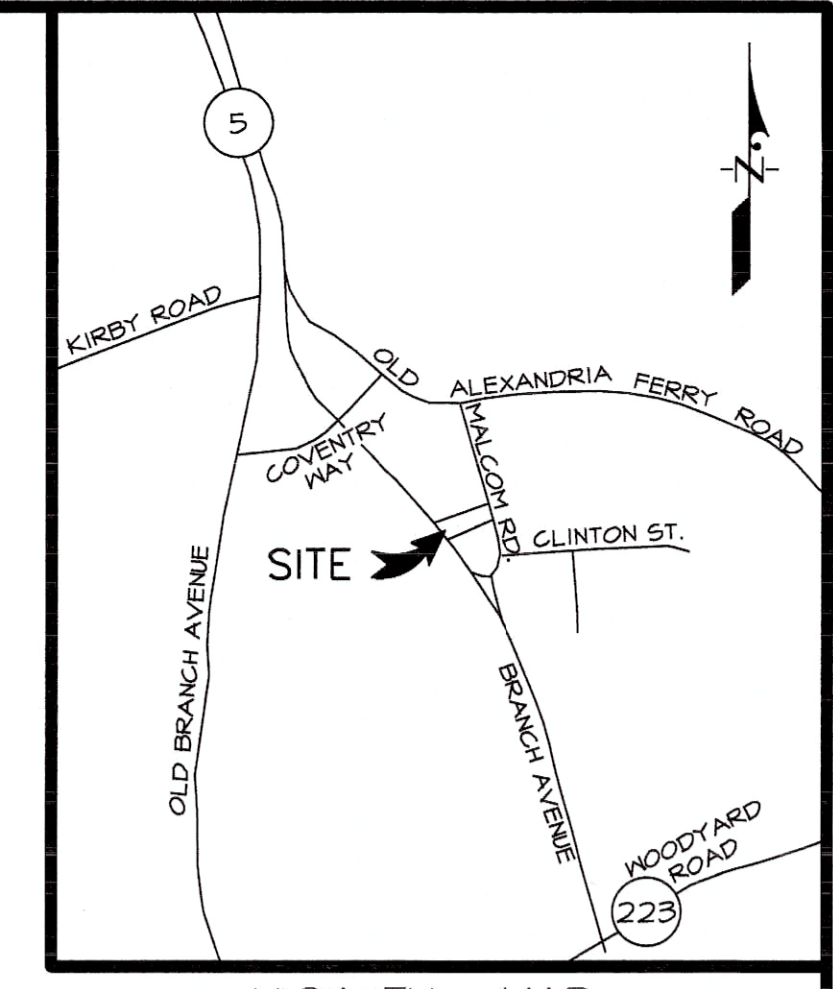 5
N
KIRBY ROAD
OLD
ALEXANDRIA FERRY ROAD
COVENTRY
WAY
MALCOM RD.
CLINTON ST.
SITE
OLD BRANCH AVENUE
BRANCH AVENUE
WOODYARD
ROAD
223